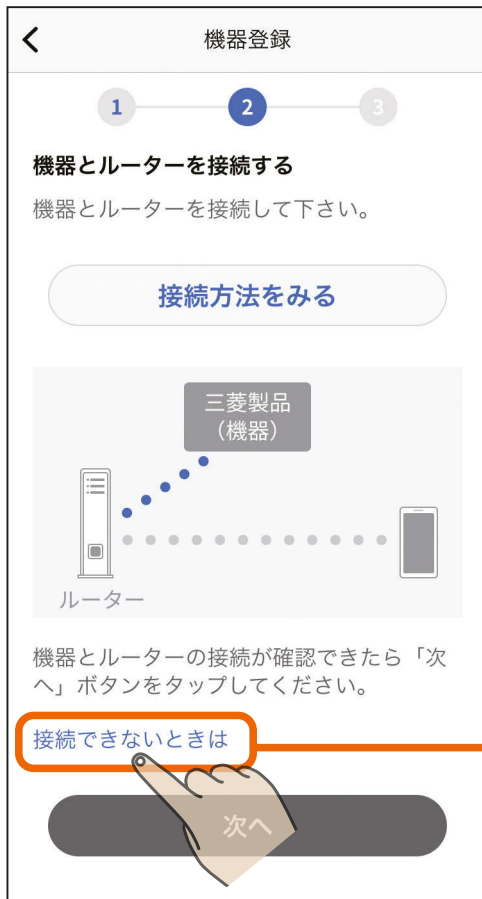 機器登録
1 2 3
機器とルーターを接続する
機器とルーターを接続して下さい。
接続方法をみる
三菱製品
（機器）
ルーター
機器とルーターの接続が確認できたら「次
へ」ボタンをタップしてください。
接続できないときは
次へ